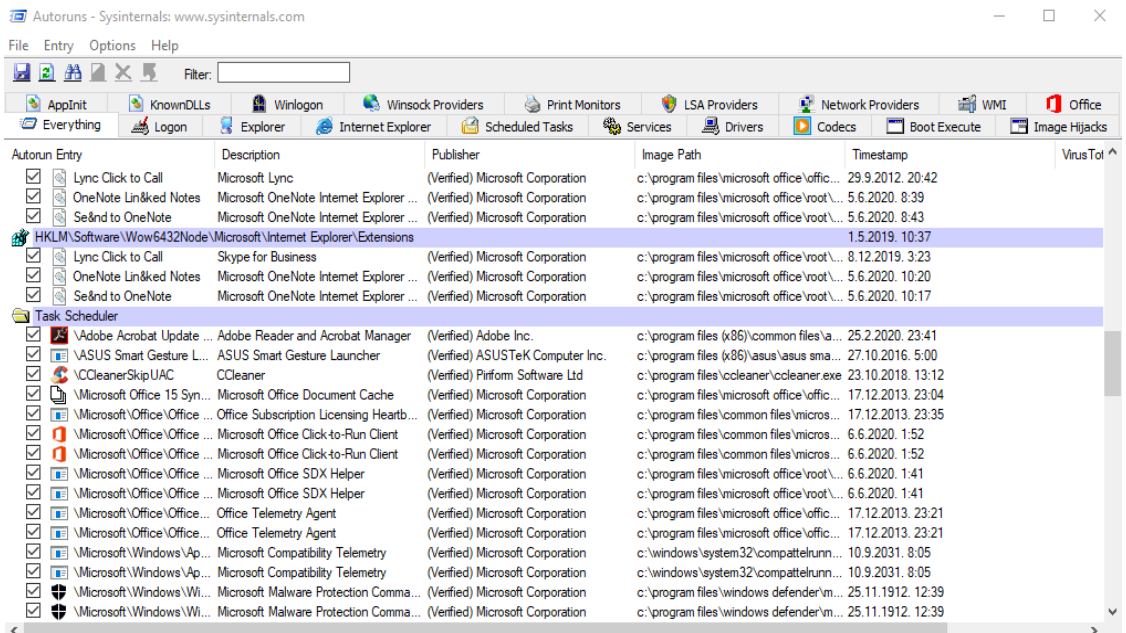 Autoruns - Sysinternals: www.sysinternals.com
File Entry Options Help
Filter:
AppInit KnownDLLs Winlogon Winsock Providers Print Monitors LSA Providers Network Providers WMI Office
Everything Logon Explorer Internet Explorer Scheduled Tasks Services Drivers Codecs Boot Execute Image Hijacks
Autorun Entry Description Publisher Image Path Timestamp VirusTot
Lync Click to Call Microsoft Lync (Verified) Microsoft Corporation c:\program files\microsoft office\offic... 29.9.2012. 20:42
OneNote Lin&ked Notes Microsoft OneNote Internet Explorer ... (Verified) Microsoft Corporation c:\program files\microsoft office\root\... 5.6.2020. 8:39
Se&nd to OneNote Microsoft OneNote Internet Explorer ... (Verified) Microsoft Corporation c:\program files\microsoft office\root\... 5.6.2020. 8:43
HKLM\Software\Wow6432Node\Microsoft\Internet Explorer\Extensions 1.5.2019. 10:37
Lync Click to Call Skype for Business (Verified) Microsoft Corporation c:\program files\microsoft office\root\... 8.12.2019. 3:23
OneNote Lin&ked Notes Microsoft OneNote Internet Explorer ... (Verified) Microsoft Corporation c:\program files\microsoft office\root\... 5.6.2020. 10:20
Se&nd to OneNote Microsoft OneNote Internet Explorer ... (Verified) Microsoft Corporation c:\program files\microsoft office\root\... 5.6.2020. 10:17
Task Scheduler
\Adobe Acrobat Update ... Adobe Reader and Acrobat Manager (Verified) Adobe Inc. c:\program files (x86)\common files\a... 25.2.2020. 23:41
\ASUS Smart Gesture L... ASUS Smart Gesture Launcher (Verified) ASUSTeK Computer Inc. c:\program files (x86)\asus\asus sma... 27.10.2016. 5:00
\CCleanerSkipUAC CCleaner (Verified) Piriform Software Ltd c:\program files\ccleaner\ccleaner.exe 23.10.2018. 13:12
\Microsoft Office 15 Syn... Microsoft Office Document Cache (Verified) Microsoft Corporation c:\program files\microsoft office\offic... 17.12.2013. 23:04
\Microsoft\Office\Office ... Office Subscription Licensing Heartb... (Verified) Microsoft Corporation c:\program files\common files\micros... 17.12.2013. 23:35
\Microsoft\Office\Office ... Microsoft Office Click-to-Run Client (Verified) Microsoft Corporation c:\program files\common files\micros... 6.6.2020. 1:52
\Microsoft\Office\Office ... Microsoft Office Click-to-Run Client (Verified) Microsoft Corporation c:\program files\common files\micros... 6.6.2020. 1:52
\Microsoft\Office\Office ... Microsoft Office SDX Helper (Verified) Microsoft Corporation c:\program files\microsoft office\root\... 6.6.2020. 1:41
\Microsoft\Office\Office ... Microsoft Office SDX Helper (Verified) Microsoft Corporation c:\program files\microsoft office\root\... 6.6.2020. 1:41
\Microsoft\Office\Office... Office Telemetry Agent (Verified) Microsoft Corporation c:\program files\microsoft office\offic... 17.12.2013. 23:21
\Microsoft\Office\Office... Office Telemetry Agent (Verified) Microsoft Corporation c:\program files\microsoft office\offic... 17.12.2013. 23:21
\Microsoft\Windows\Ap... Microsoft Compatibility Telemetry (Verified) Microsoft Corporation c:\windows\system32\compattelrunn... 10.9.2031. 8:05
\Microsoft\Windows\Ap... Microsoft Compatibility Telemetry (Verified) Microsoft Corporation c:\windows\system32\compattelrunn... 10.9.2031. 8:05
\Microsoft\Windows\Wi... Microsoft Malware Protection Comma... (Verified) Microsoft Corporation c:\program files\windows defender\m... 25.11.1912. 12:39
\Microsoft\Windows\Wi... Microsoft Malware Protection Comma... (Verified) Microsoft Corporation c:\program files\windows defender\m... 25.11.1912. 12:39